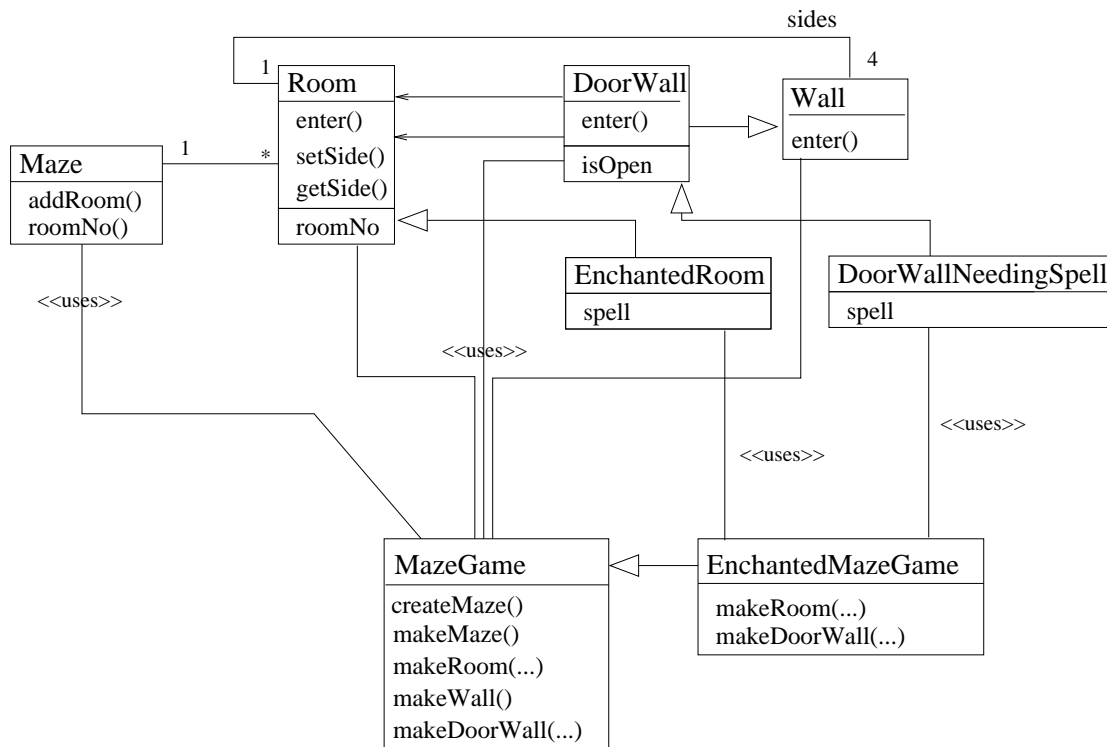 sides
1
4
Room
enter()
setSide()
getSide()
roomNo
DoorWall
enter()
isOpen
Wall
enter()
Maze
addRoom()
roomNo()
1
*
EnchantedRoom
spell
DoorWallNeedingSpell
spell
<<uses>>
<<uses>>
<<uses>>
<<uses>>
MazeGame
createMaze()
makeMaze()
makeRoom(...)
makeWall()
makeDoorWall(...)
EnchantedMazeGame
makeRoom(...)
makeDoorWall(...)